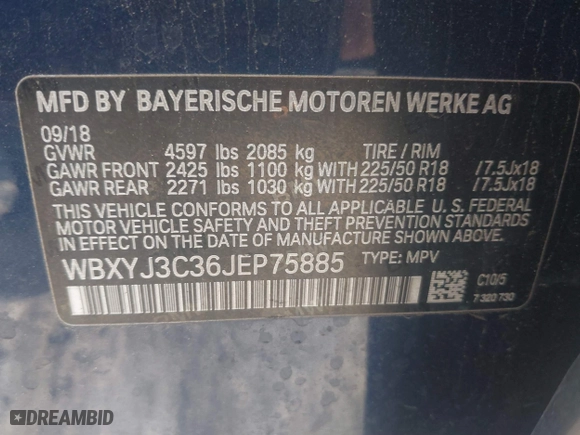 MFD BY BAYERISCHE MOTOREN WERKE AG
09/18
GVWR 4597 lbs 2085 kg TIRE / RIM
GAWR FRONT 2425 lbs 1100 kg WITH 225/50 R18 /7.5Jx18
GAWR REAR 2271 lbs 1030 kg WITH 225/50 R18 /7.5Jx18
THIS VEHICLE CONFORMS TO ALL APPLICABLE U. S. FEDERAL
MOTOR VEHICLE SAFETY AND THEFT PREVENTION STANDARDS
IN EFFECT ON THE DATE OF MANUFACTURE SHOWN ABOVE.
WBXYJ3C36JEP75885 TYPE: MPV
C10/5
7 320 730
DREAMBID